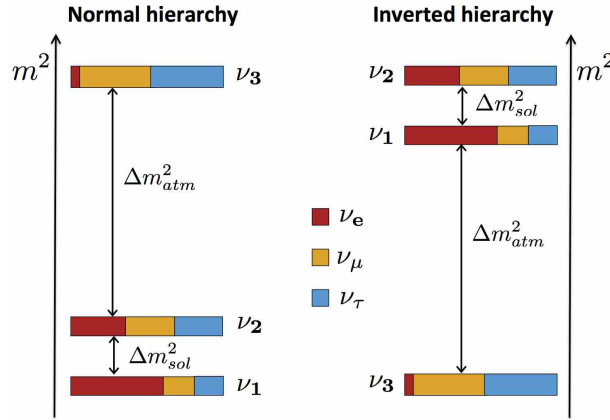 Normal hierarchy
Inverted hierarchy
m²
ν₃
Δm²atm
ν₂
Δm²sol
ν₁
νe
νμ
ντ
ν₂
Δm²sol
ν₁
Δm²atm
ν₃
m²